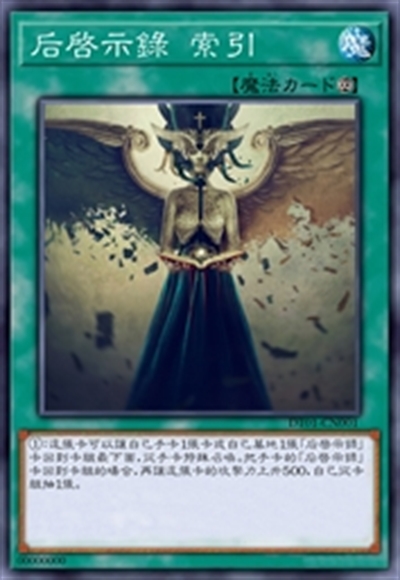 后啓示錄 索引
【魔法カード
DT01-CN001
①:這張卡可以讓自己手卡1張卡或自己墓地1張「后啓示錄」
卡回到卡組最下面,從手卡特殊召喚。把手卡的「后啓示錄」
卡回到卡組的場合,再讓這張卡的攻擊力上升500,自己從卡
組抽1張。
00000000